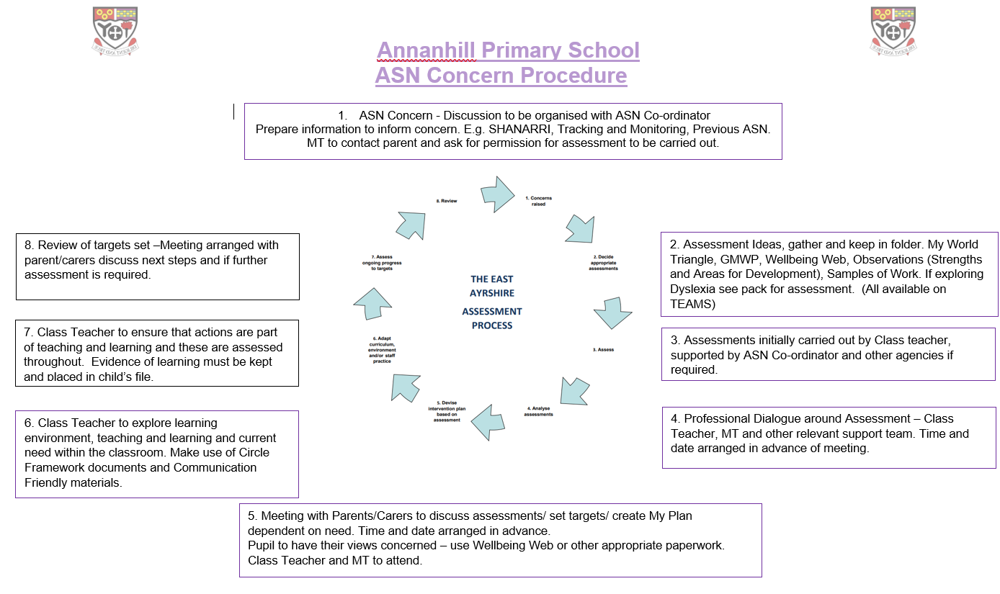 Annanhill Primary School
ASN Concern Procedure
1. ASN Concern - Discussion to be organised with ASN Co-ordinator
Prepare information to inform concern. E.g. SHANARRI, Tracking and Monitoring, Previous ASN.
MT to contact parent and ask for permission for assessment to be carried out.
8. Review
1. Concerns
raised
2. Decide
appropriate
assessments
3. Assess
4. Analyse
assessments
5. Devise
intervention plan
based on
assessment
6. Adapt
curriculum,
environment
and/or staff
practice
7. Assess
ongoing progress
to targets
THE EAST
AYRSHIRE
ASSESSMENT
PROCESS
2. Assessment Ideas, gather and keep in folder. My World
Triangle, GMWP, Wellbeing Web, Observations (Strengths
and Areas for Development), Samples of Work. If exploring
Dyslexia see pack for assessment.  (All available on
TEAMS)
3. Assessments initially carried out by Class teacher,
supported by ASN Co-ordinator and other agencies if
required.
4. Professional Dialogue around Assessment – Class
Teacher, MT and other relevant support team. Time and
date arranged in advance of meeting.
5. Meeting with Parents/Carers to discuss assessments/ set targets/ create My Plan
dependent on need. Time and date arranged in advance.
Pupil to have their views concerned – use Wellbeing Web or other appropriate paperwork.
Class Teacher and MT to attend.
6. Class Teacher to explore learning
environment, teaching and learning and current
need within the classroom. Make use of Circle
Framework documents and Communication
Friendly materials.
7. Class Teacher to ensure that actions are part
of teaching and learning and these are assessed
throughout.  Evidence of learning must be kept
and placed in child's file.
8. Review of targets set –Meeting arranged with
parent/carers discuss next steps and if further
assessment is required.